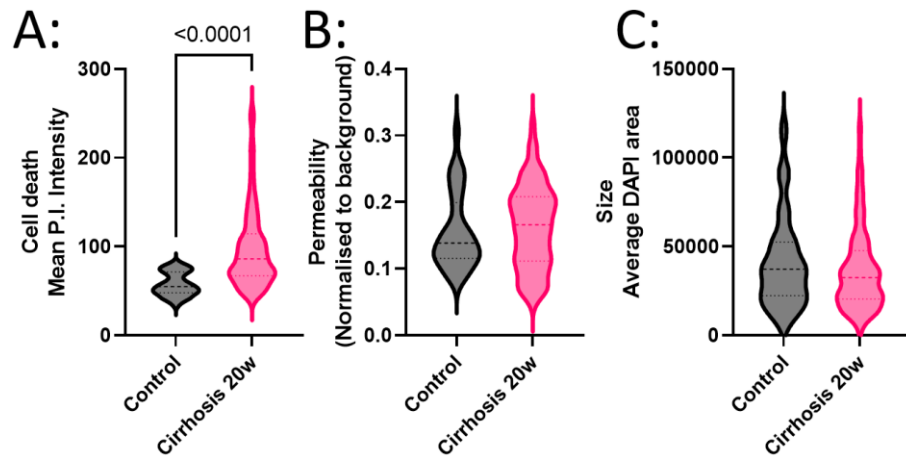 A:
<0.0001
Cell death
Mean P.I. Intensity
300
200
100
0
Control
Cirrhosis 20w
B:
Permeability
(Normalised to background)
0.4
0.3
0.2
0.1
0.0
Control
Cirrhosis 20w
C:
Size
Average DAPI area
150000
100000
50000
0
Control
Cirrhosis 20w